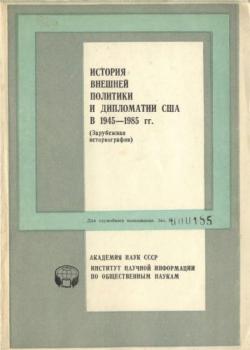 ИСТОРИЯ
ВНЕШНЕЙ
ПОЛИТИКИ
И ДИПЛОМАТИИ США
В 1945—1985 гг.
(Зарубежная
историография)
Для служебного пользования. Экз. №
000185
АКАДЕМИЯ НАУК СССР
ИНСТИТУТ НАУЧНОЙ ИНФОРМАЦИИ
ПО ОБЩЕСТВЕННЫМ НАУКАМ